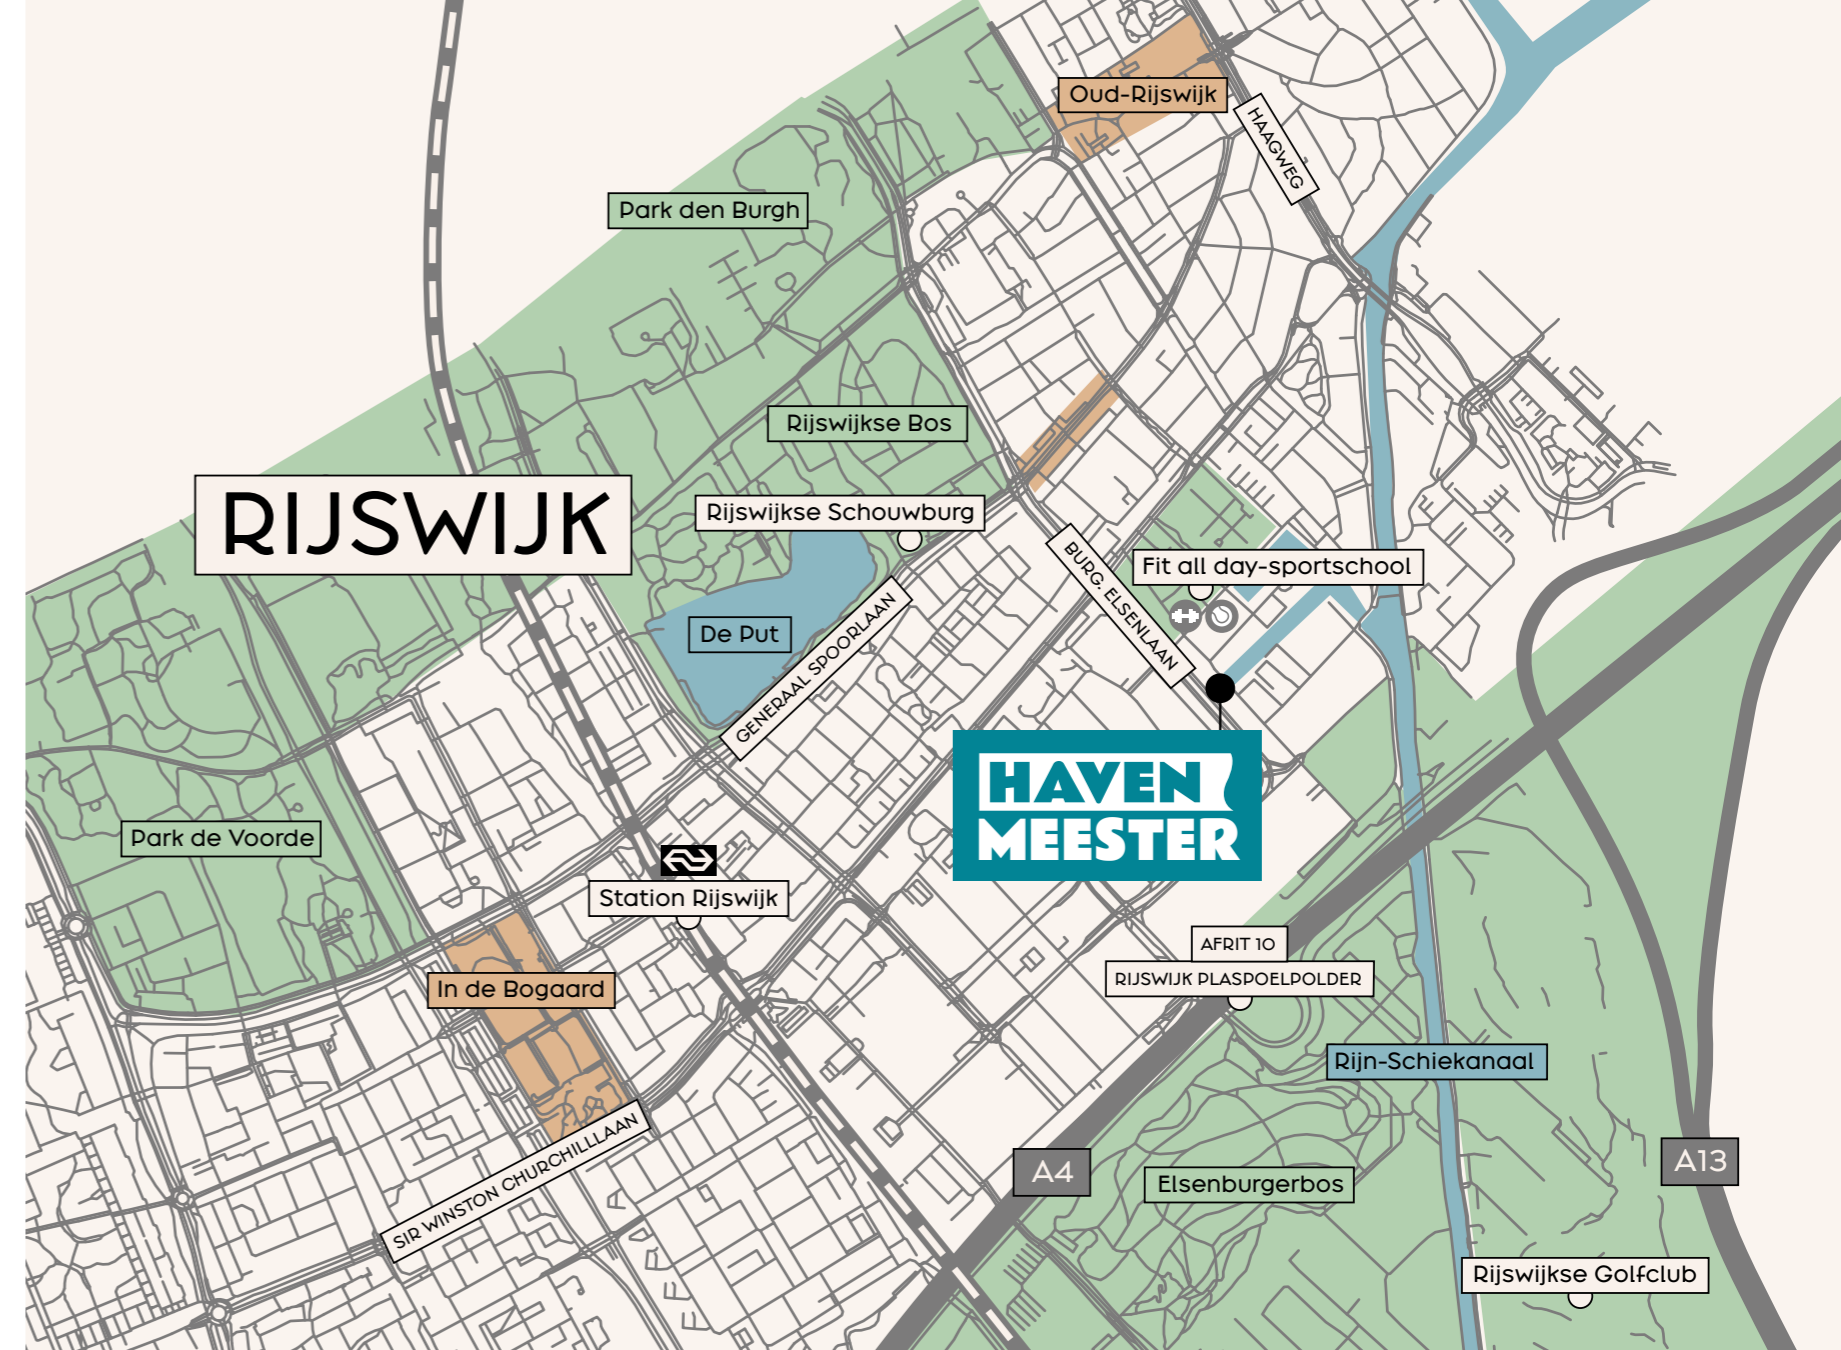 Oud-Rijswijk
HAAGWEG
Park den Burgh
Rijswijkse Bos
RIJSWIJK
Rijswijkse Schouwburg
BURG. ELSENLAAN
Fit all day-sportschool
De Put
GENERAAL SPOORLAAN
HAVEN
MEESTER
Park de Voorde
Station Rijswijk
AFRIT 10
RIJSWIJK PLASPOELPOLDER
In de Bogaard
Rijn-Schiekanaal
SIR WINSTON CHURCHILLLAAN
A4
A13
Elsenburgerbos
Rijswijkse Golfclub